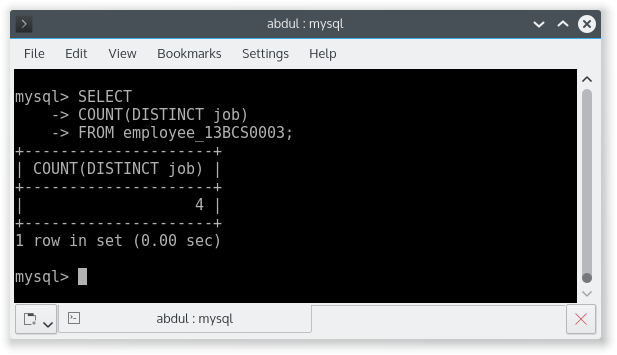 abdul : mysql
File Edit View Bookmarks Settings Help
mysql> SELECT
    -> COUNT(DISTINCT job)
    -> FROM employee_13BCS0003;
+---------------------+
| COUNT(DISTINCT job) |
+---------------------+
|                   4 |
+---------------------+
1 row in set (0.00 sec)
mysql>
abdul : mysql